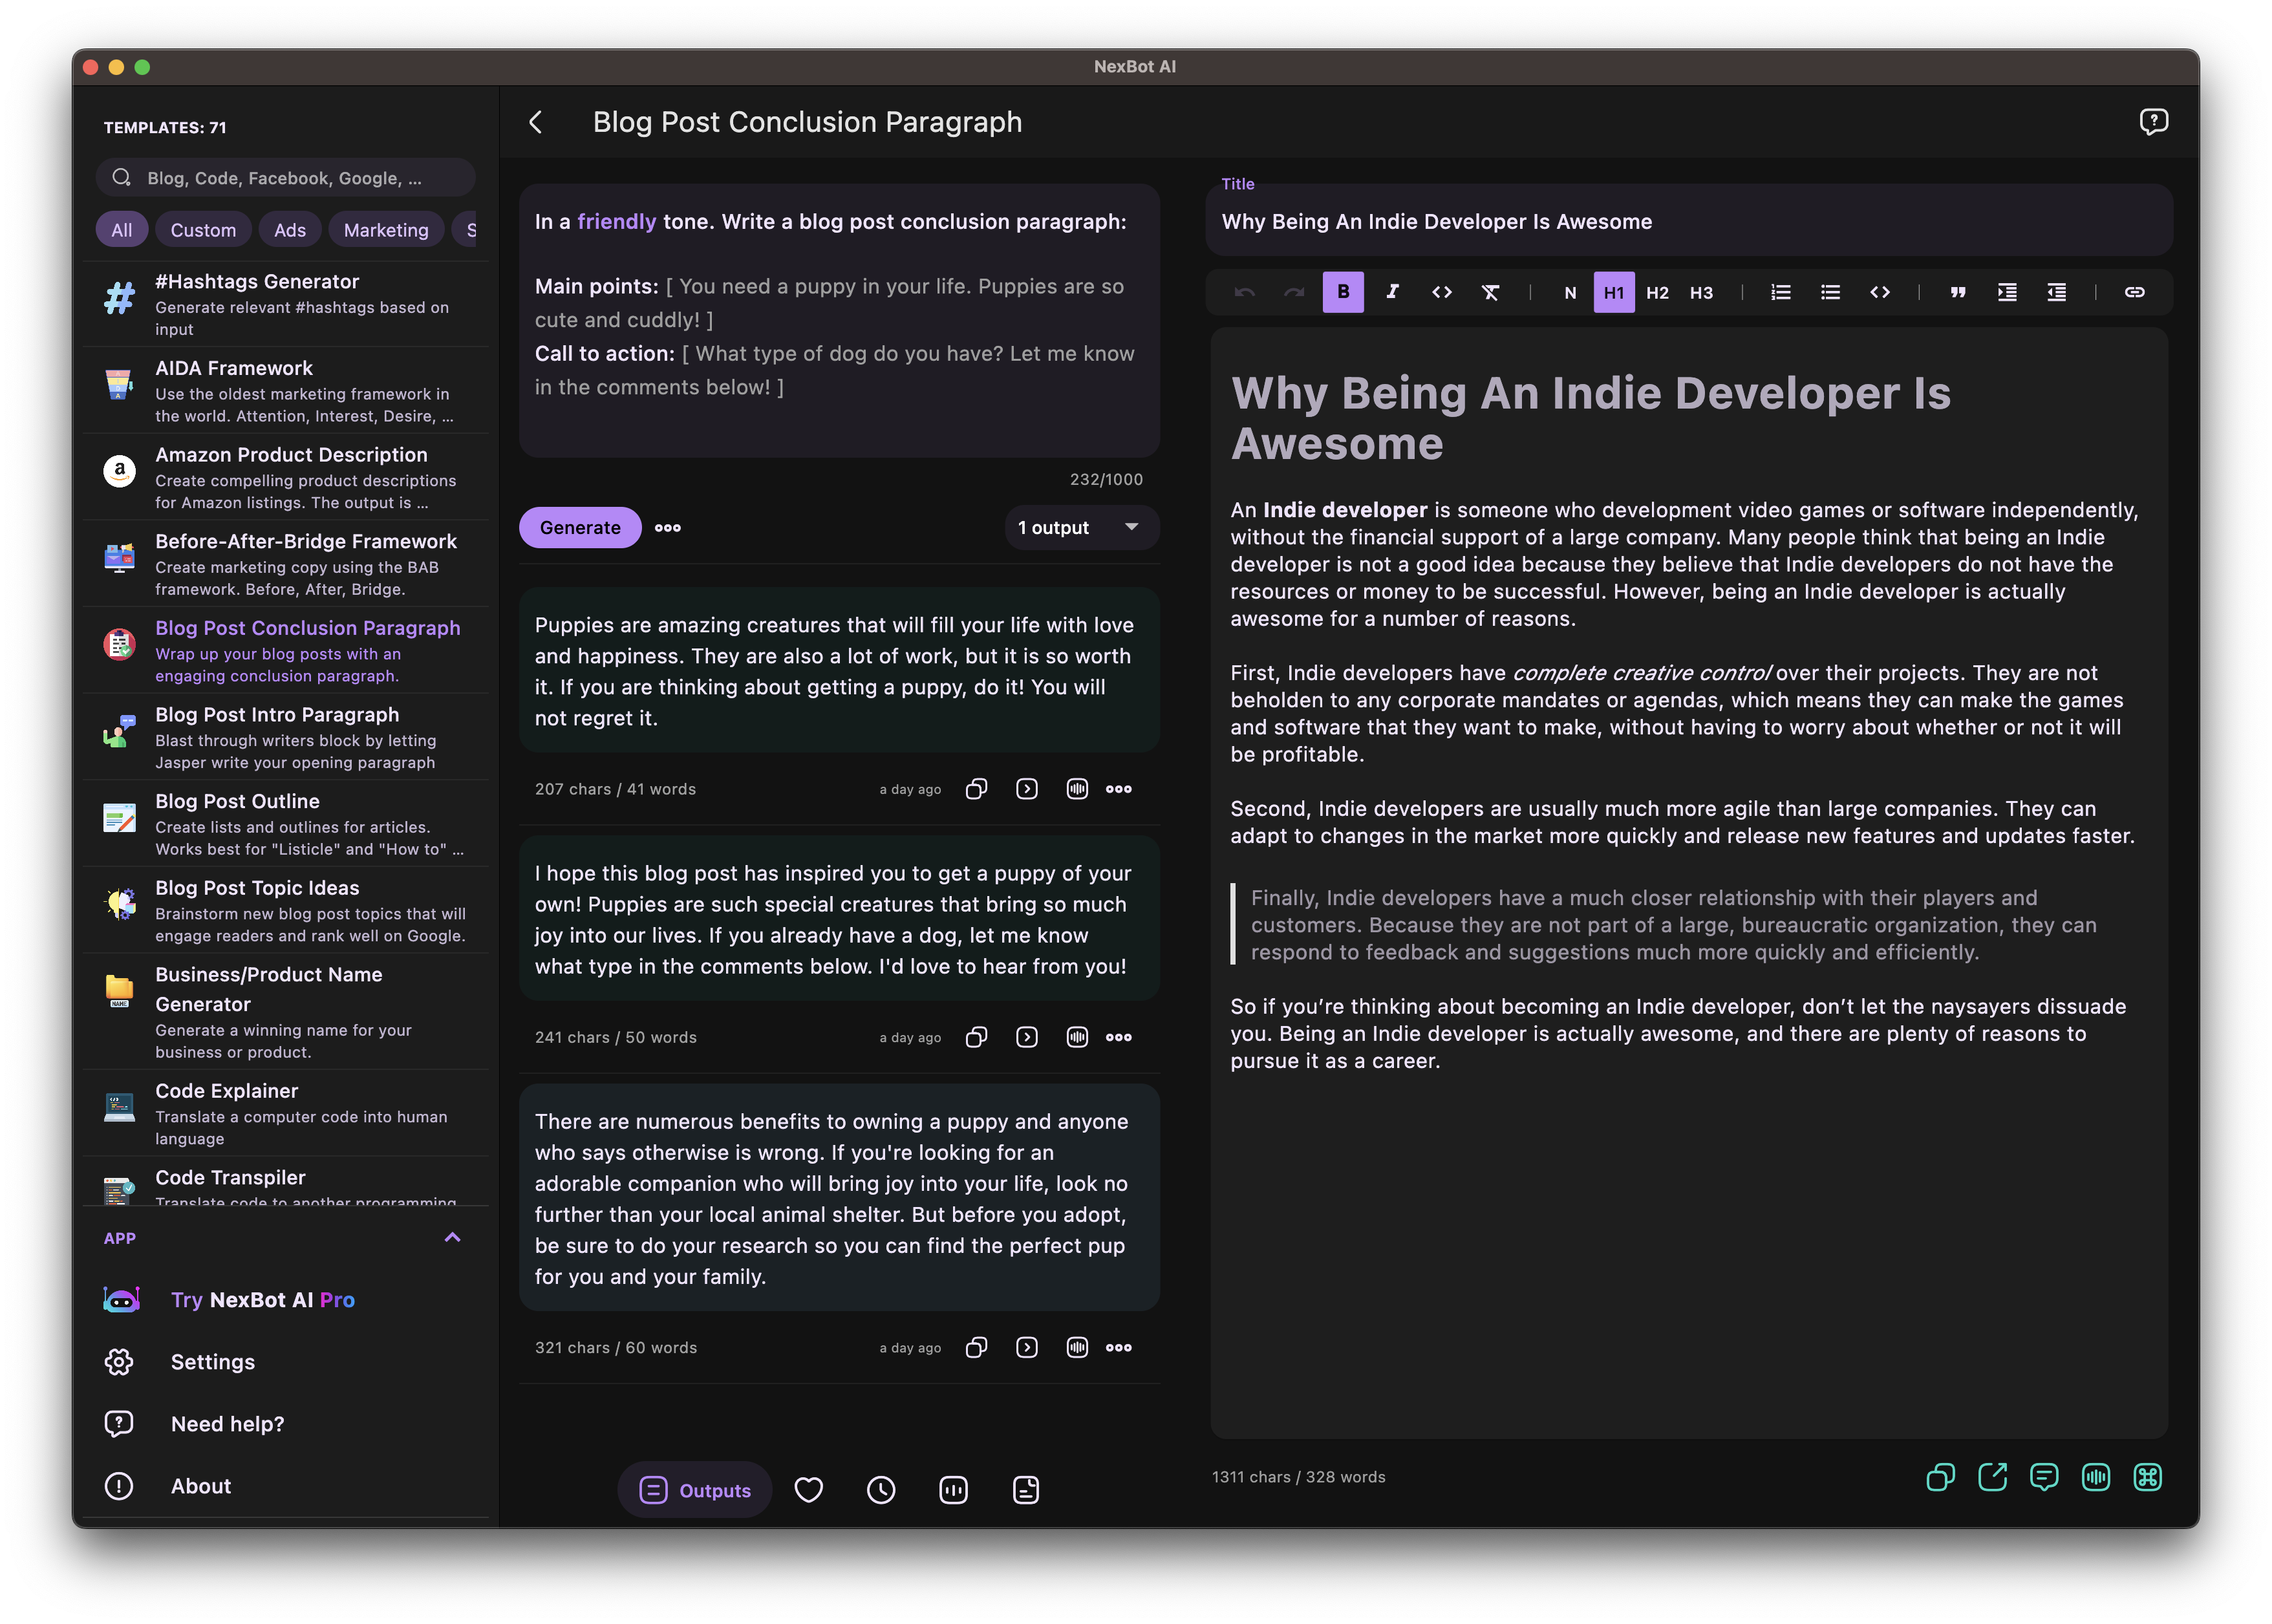 NexBot AI
TEMPLATES: 71
Blog, Code, Facebook, Google, ...
All Custom Ads Marketing S
#Hashtags Generator
Generate relevant #hashtags based on
input
AIDA Framework
Use the oldest marketing framework in
the world. Attention, Interest, Desire, ...
Amazon Product Description
Create compelling product descriptions
for Amazon listings. The output is ...
Before-After-Bridge Framework
Create marketing copy using the BAB
framework. Before, After, Bridge.
Blog Post Conclusion Paragraph
Wrap up your blog posts with an
engaging conclusion paragraph.
Blog Post Intro Paragraph
Blast through writers block by letting
Jasper write your opening paragraph
Blog Post Outline
Create lists and outlines for articles.
Works best for "Listicle" and "How to" ...
Blog Post Topic Ideas
Brainstorm new blog post topics that will
engage readers and rank well on Google.
NAME
Business/Product Name
Generator
Generate a winning name for your
business or product.
Code Explainer
Translate a computer code into human
language
Code Transpiler
Translate code to another programming
APP
Try NexBot AI Pro
Settings
Need help?
About
Blog Post Conclusion Paragraph
In a friendly tone. Write a blog post conclusion paragraph:
Main points: [ You need a puppy in your life. Puppies are so
cute and cuddly! ]
Call to action: [ What type of dog do you have? Let me know
in the comments below! ]
232/1000
Generate
1 output
Puppies are amazing creatures that will fill your life with love
and happiness. They are also a lot of work, but it is so worth
it. If you are thinking about getting a puppy, do it! You will
not regret it.
207 chars / 41 words a day ago
I hope this blog post has inspired you to get a puppy of your
own! Puppies are such special creatures that bring so much
joy into our lives. If you already have a dog, let me know
what type in the comments below. I'd love to hear from you!
241 chars / 50 words a day ago
There are numerous benefits to owning a puppy and anyone
who says otherwise is wrong. If you're looking for an
adorable companion who will bring joy into your life, look no
further than your local animal shelter. But before you adopt,
be sure to do your research so you can find the perfect pup
for you and your family.
321 chars / 60 words a day ago
Outputs
Title
Why Being An Indie Developer Is Awesome
B I N H1 H2 H3
Why Being An Indie Developer Is
Awesome
An Indie developer is someone who development video games or software independently,
without the financial support of a large company. Many people think that being an Indie
developer is not a good idea because they believe that Indie developers do not have the
resources or money to be successful. However, being an Indie developer is actually
awesome for a number of reasons.
First, Indie developers have complete creative control over their projects. They are not
beholden to any corporate mandates or agendas, which means they can make the games
and software that they want to make, without having to worry about whether or not it will
be profitable.
Second, Indie developers are usually much more agile than large companies. They can
adapt to changes in the market more quickly and release new features and updates faster.
Finally, Indie developers have a much closer relationship with their players and
customers. Because they are not part of a large, bureaucratic organization, they can
respond to feedback and suggestions much more quickly and efficiently.
So if you’re thinking about becoming an Indie developer, don’t let the naysayers dissuade
you. Being an Indie developer is actually awesome, and there are plenty of reasons to
pursue it as a career.
1311 chars / 328 words